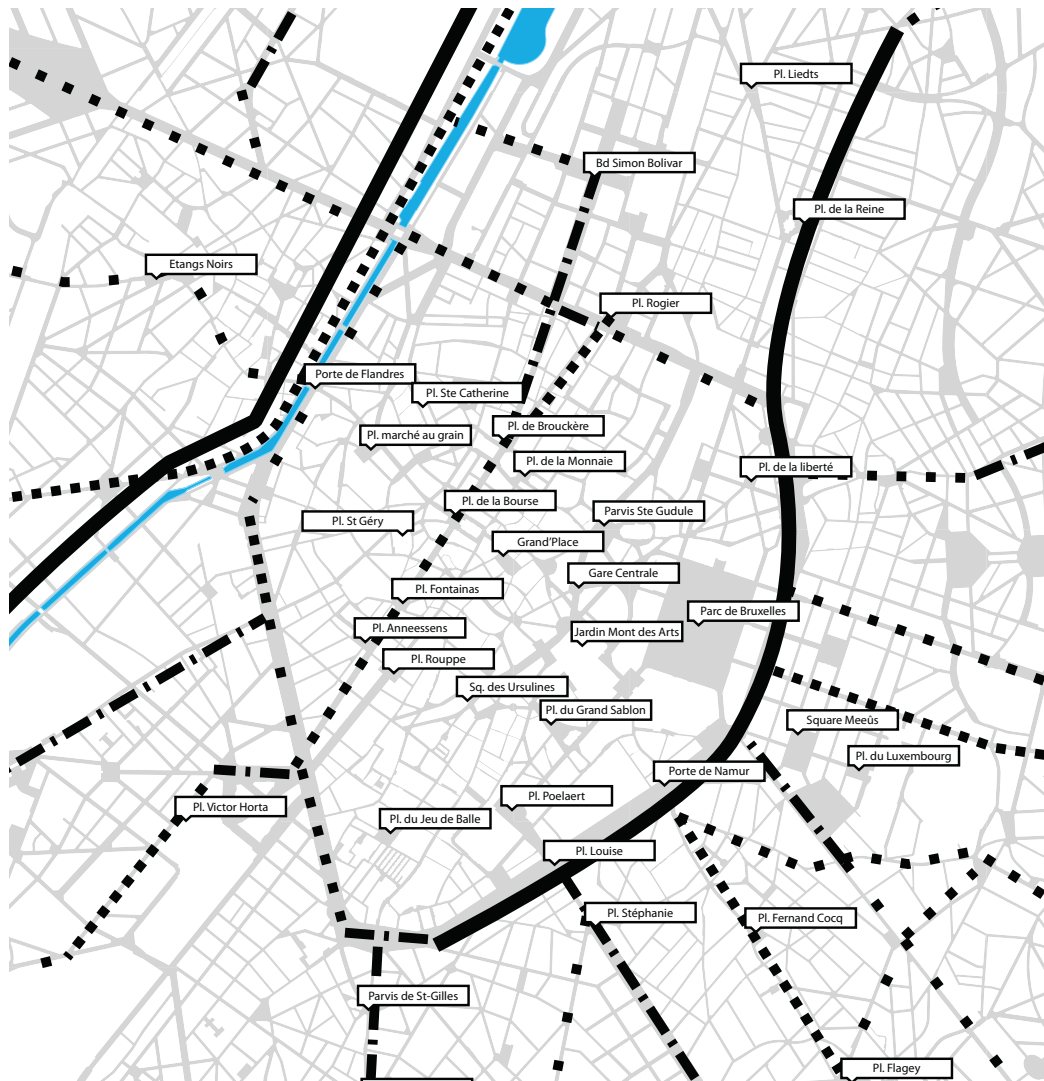 Pl. Liedts
Bd Simon Bolivar
Pl. de la Reine
Etangs Noirs
Pl. Rogier
Porte de Flandres
Pl. Ste Catherine
Pl. de Brouckère
Pl. marché au grain
Pl. de la Monnaie
Pl. de la liberté
Pl. de la Bourse
Parvis Ste Gudule
Pl. St Géry
Grand'Place
Gare Centrale
Pl. Fontainas
Parc de Bruxelles
Pl. Anneessens
Jardin Mont des Arts
Pl. Rouppe
Sq. des Ursulines
Pl. du Grand Sablon
Square Meeûs
Pl. du Luxembourg
Porte de Namur
Pl. Poelaert
Pl. Victor Horta
Pl. du Jeu de Balle
Pl. Louise
Pl. Stéphanie
Pl. Fernand Cocq
Parvis de St-Gilles
Pl. Flagey